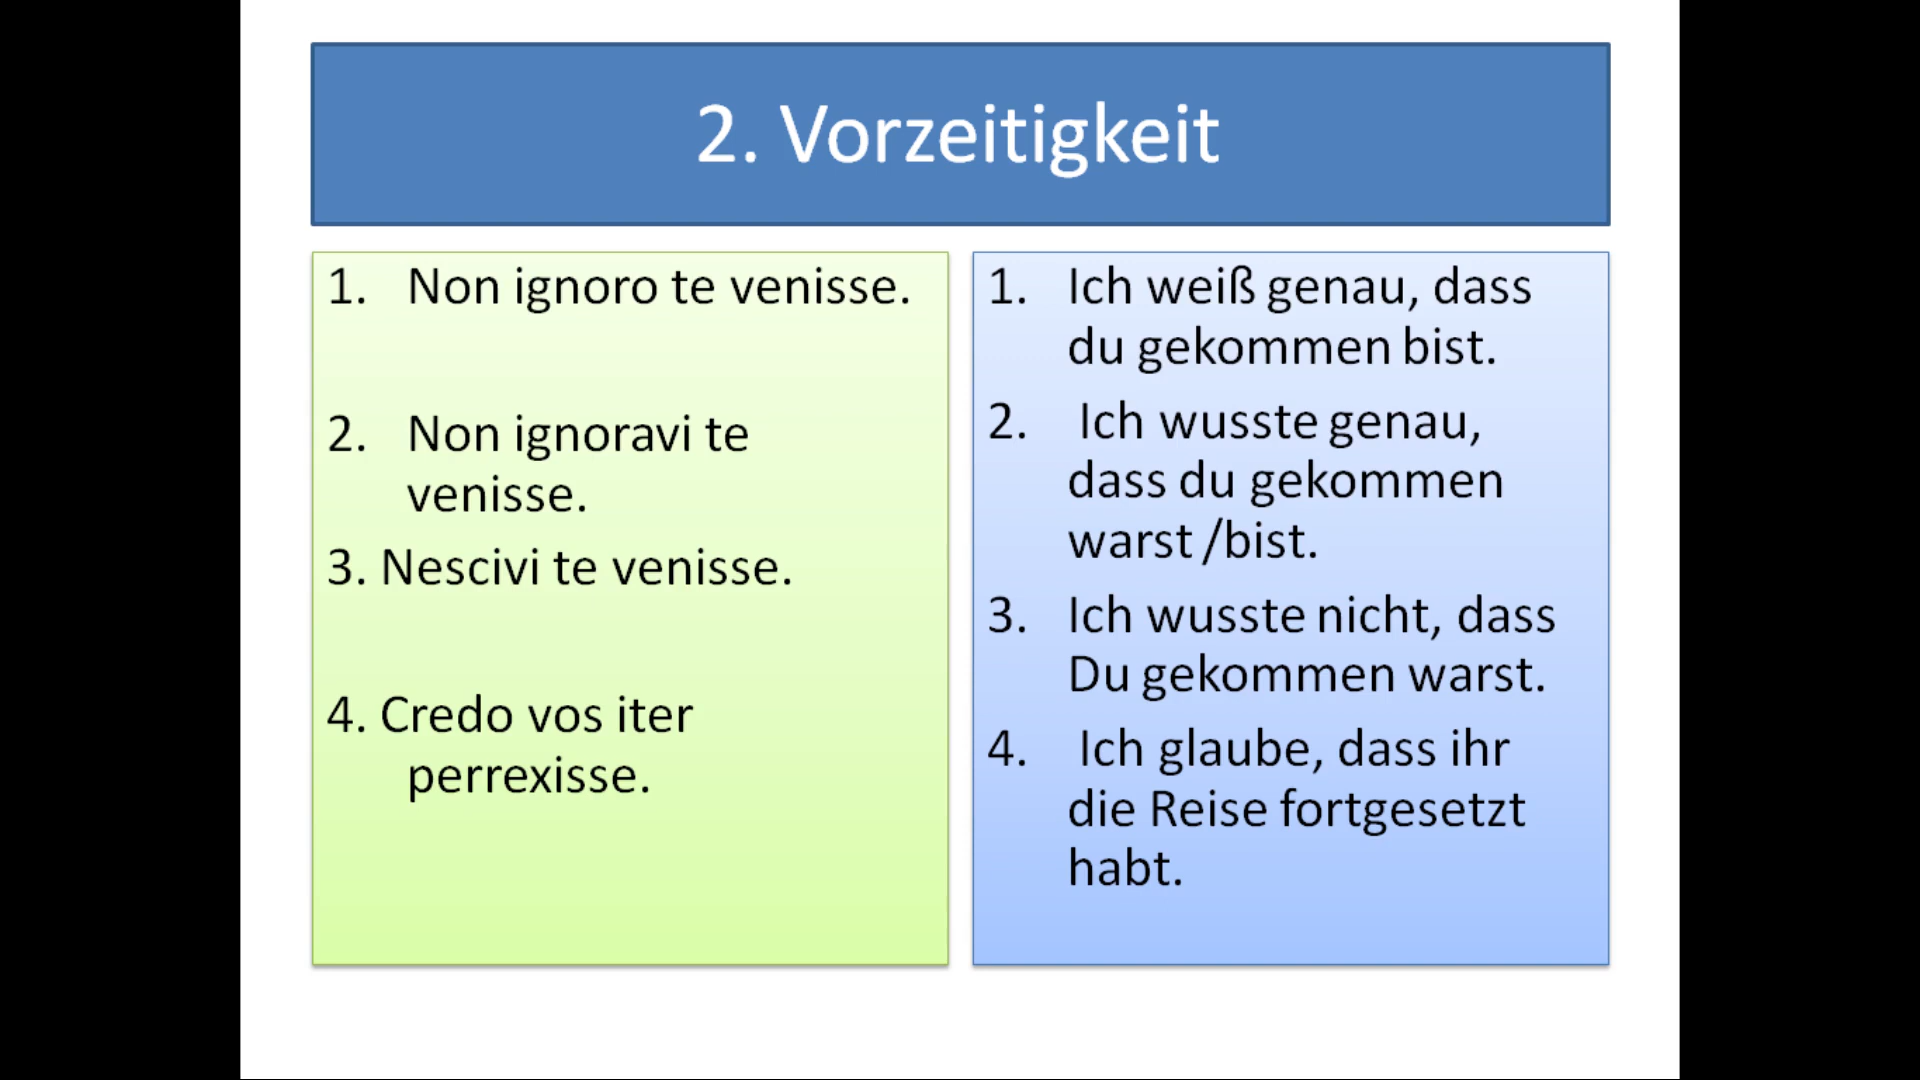 2. Vorzeitigkeit
1. Non ignoro te venisse.
2. Non ignoravi te
venisse.
3. Nescivi te venisse.
4. Credo vos iter
perrexisse.
1. Ich weiß genau, dass
du gekommen bist.
2. Ich wusste genau,
dass du gekommen
warst /bist.
3. Ich wusste nicht, dass
Du gekommen warst.
4. Ich glaube, dass ihr
die Reise fortgesetzt
habt.